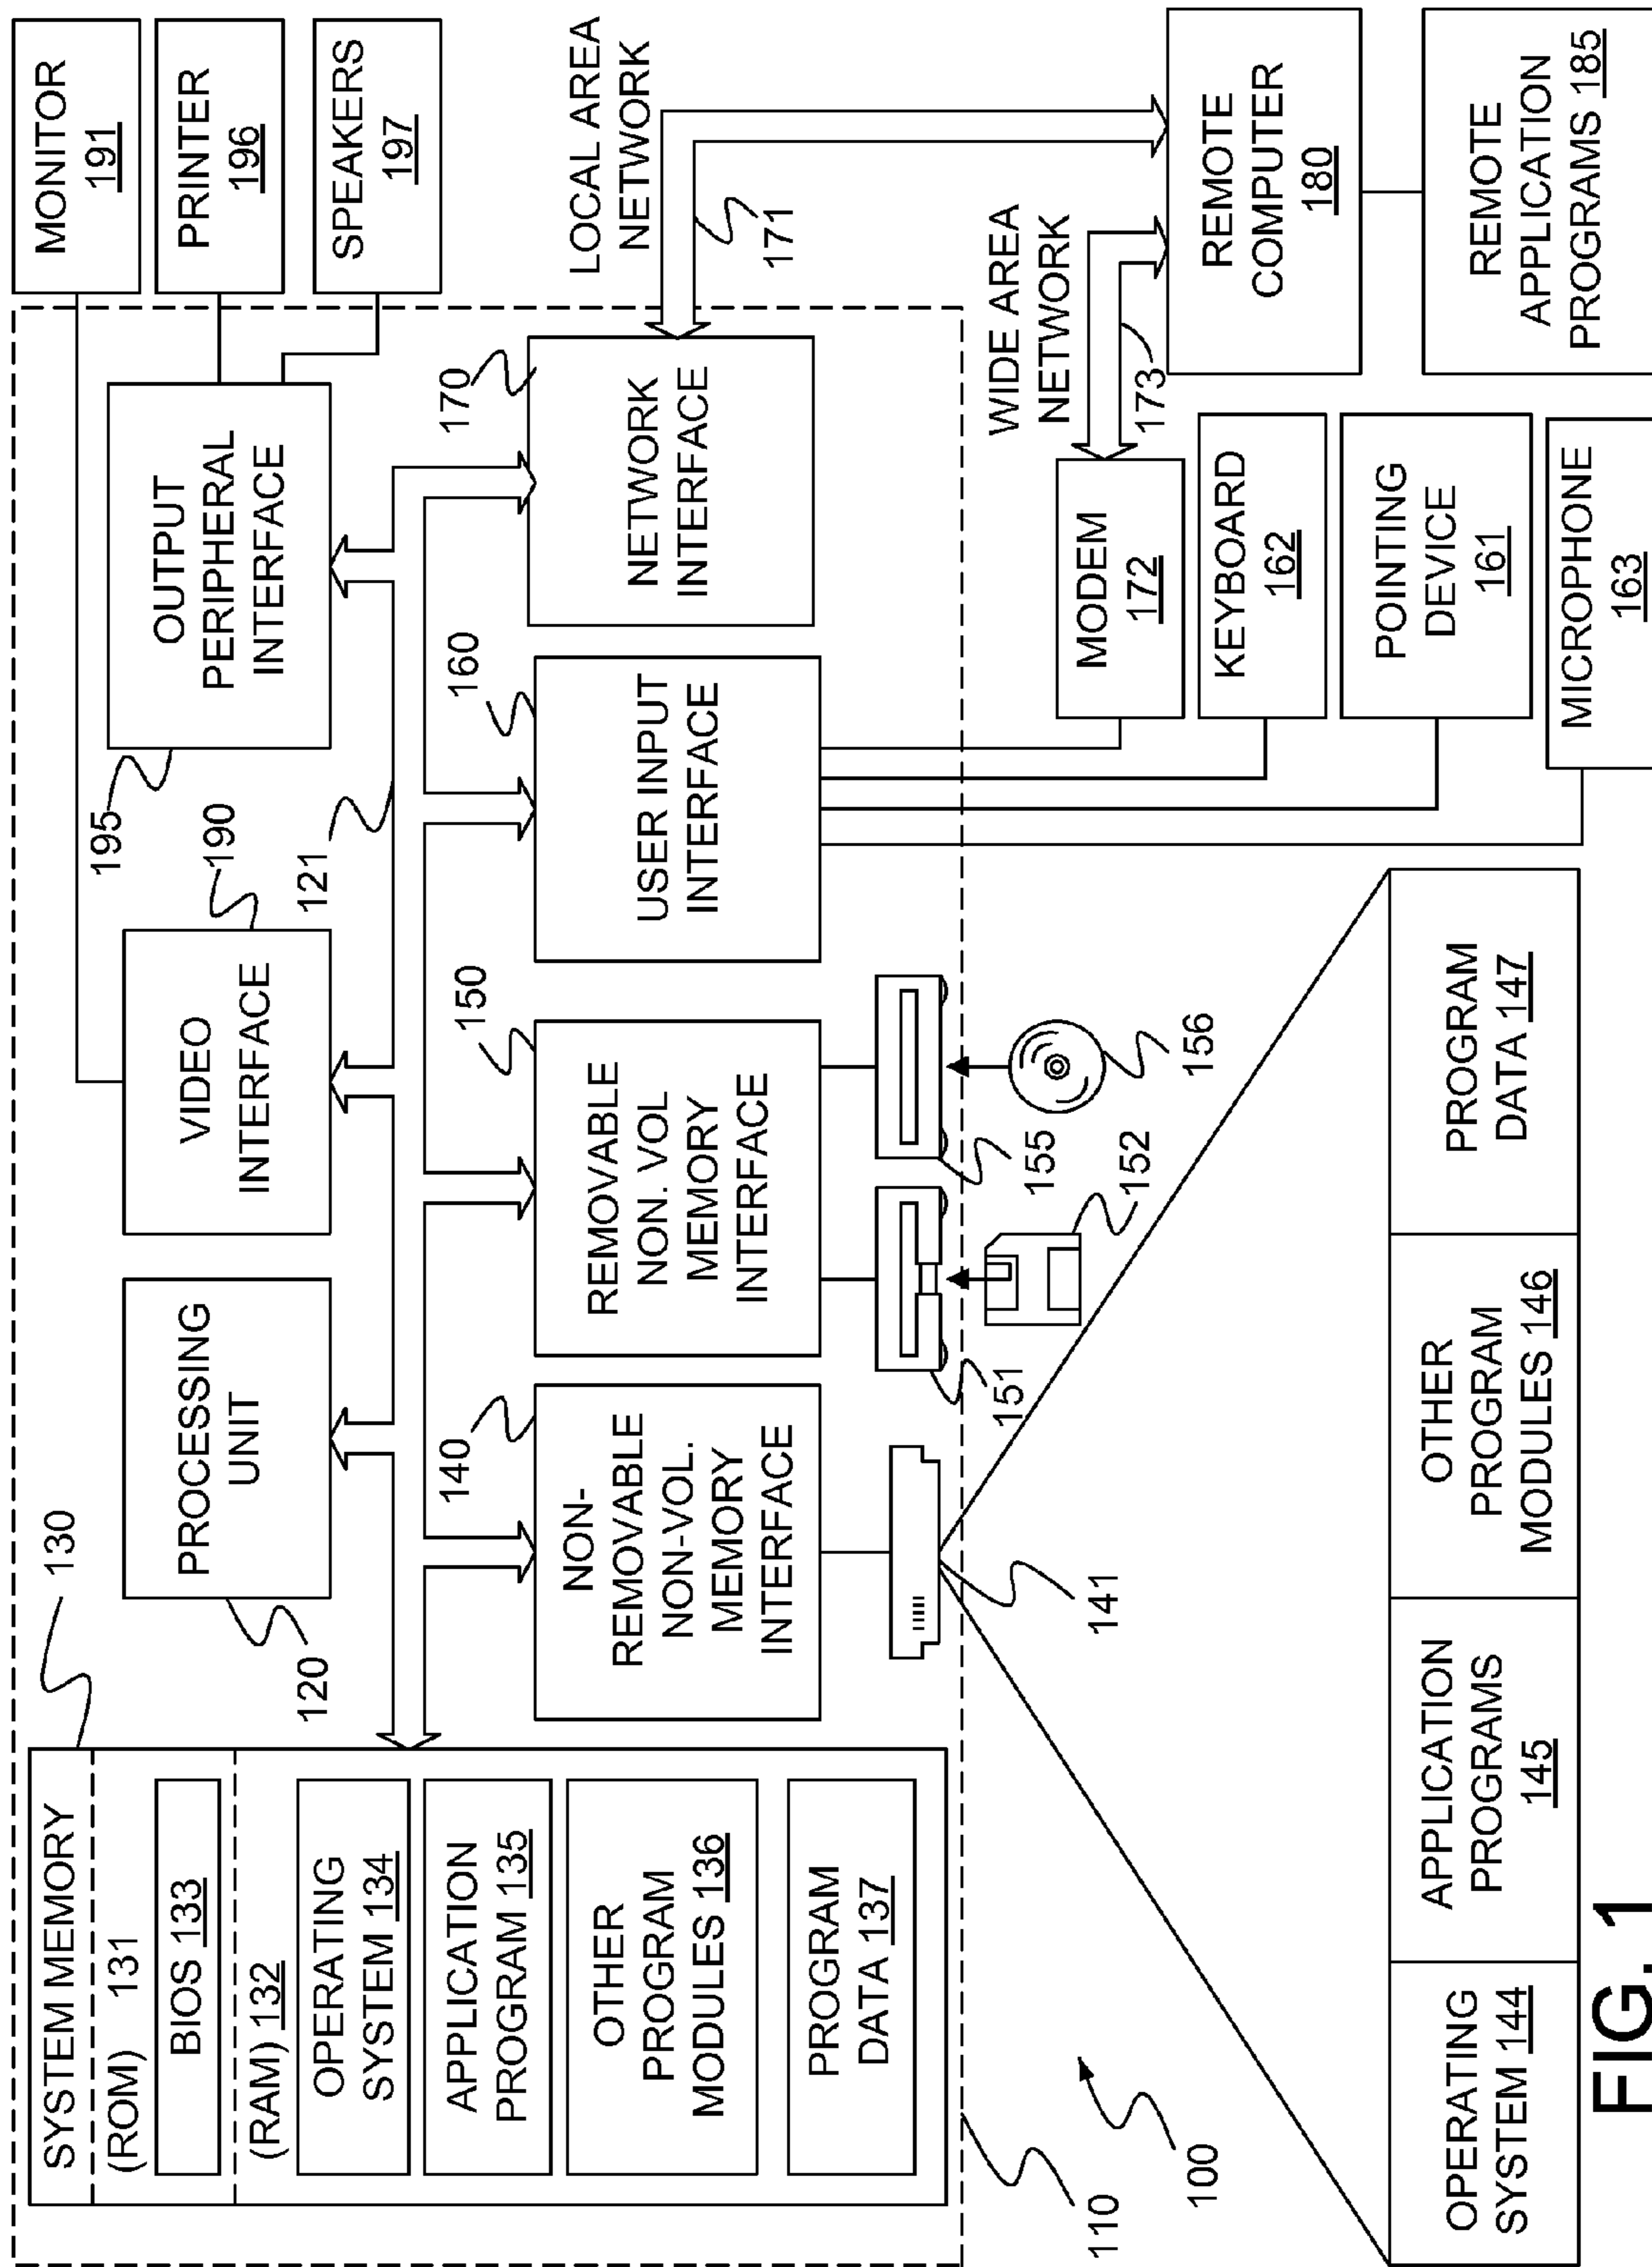 SYSTEM MEMORY
(ROM) 131
BIOS 133
(RAM) 132
OPERATING
SYSTEM 134
APPLICATION
PROGRAM 135
OTHER
PROGRAM
MODULES 136
PROGRAM
DATA 137
130
PROCESSING
UNIT
120
VIDEO
INTERFACE
190
121
OUTPUT
PERIPHERAL
INTERFACE
195
MONITOR
191
PRINTER
196
SPEAKERS
197
140
NON-
REMOVABLE
NON-VOL.
MEMORY
INTERFACE
150
REMOVABLE
NON. VOL
MEMORY
INTERFACE
160
USER INPUT
INTERFACE
170
NETWORK
INTERFACE
LOCAL AREA
NETWORK
171
141
151
152
155
156
WIDE AREA
NETWORK
173
MODEM
172
KEYBOARD
162
POINTING
DEVICE
161
MICROPHONE
163
REMOTE
COMPUTER
180
REMOTE
APPLICATION
PROGRAMS 185
110
100
OPERATING
SYSTEM 144
APPLICATION
PROGRAMS
145
OTHER
PROGRAM
MODULES 146
PROGRAM
DATA 147
FIG. 1